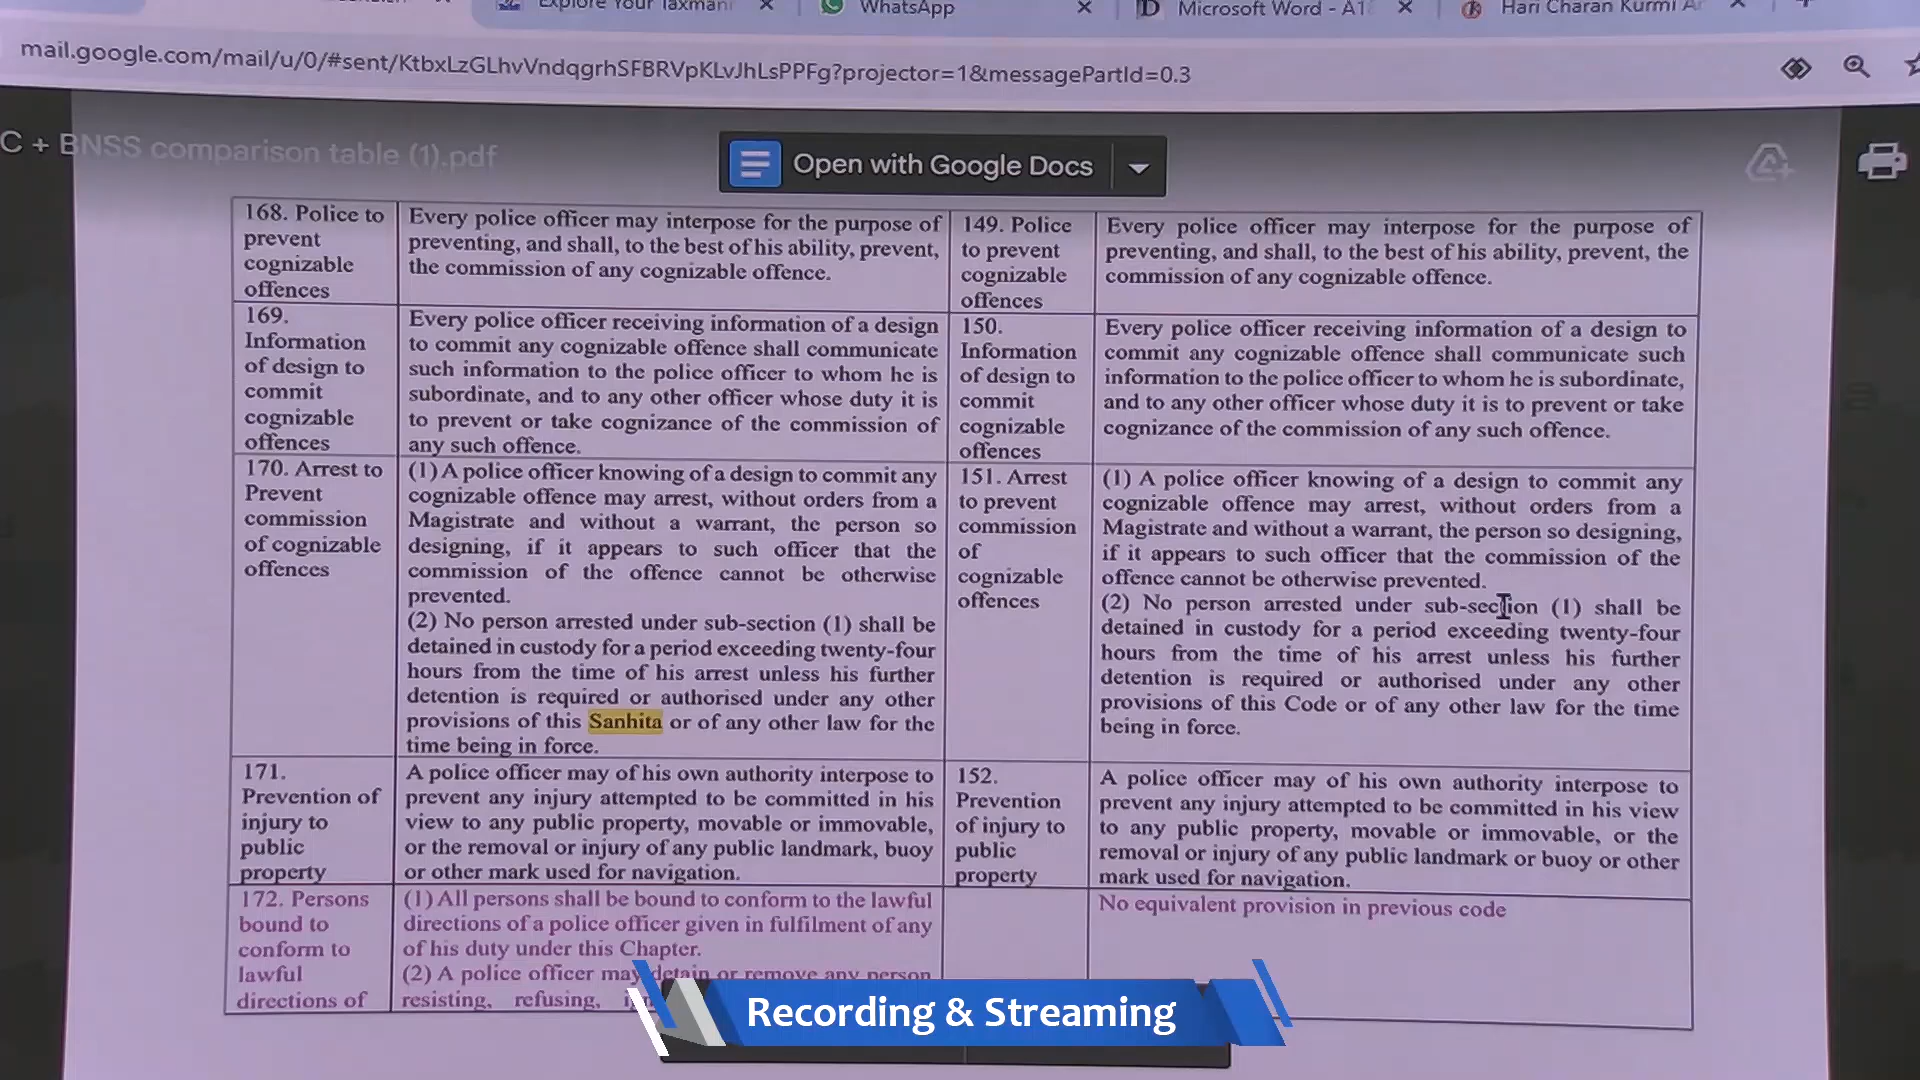 Explore Your Taxman
WhatsApp
Microsoft Word - A1
Hari Charan Kurmi
mail.google.com/mail/u/0/#sent/KtbxLzGLhvVndqgrhSFBRVpKLvJhLsPPFg?projector=1&messagePartId=0.3
C + BNSS comparison table (1).pdf
Open with Google Docs
168. Police to
prevent
cognizable
offences
Every police officer may interpose for the purpose of
preventing, and shall, to the best of his ability, prevent,
the commission of any cognizable offence.
149. Police
to prevent
cognizable
offences
Every police officer may interpose for the purpose of
preventing, and shall, to the best of his ability, prevent, the
commission of any cognizable offence.
169.
Information
of design to
commit
cognizable
offences
Every police officer receiving information of a design
to commit any cognizable offence shall communicate
such information to the police officer to whom he is
subordinate, and to any other officer whose duty it is
to prevent or take cognizance of the commission of
any such offence.
150.
Information
of design to
commit
cognizable
offences
Every police officer receiving information of a design to
commit any cognizable offence shall communicate such
information to the police officer to whom he is subordinate,
and to any other officer whose duty it is to prevent or take
cognizance of the commission of any such offence.
170. Arrest to
Prevent
commission
of cognizable
offences
(1) A police officer knowing of a design to commit any
cognizable offence may arrest, without orders from a
Magistrate and without a warrant, the person so
designing, if it appears to such officer that the
commission of the offence cannot be otherwise
prevented.
(2) No person arrested under sub-section (1) shall be
detained in custody for a period exceeding twenty-four
hours from the time of his arrest unless his further
detention is required or authorised under any other
provisions of this Sanhita or of any other law for the
time being in force.
151. Arrest
to prevent
commission
of
cognizable
offences
(1) A police officer knowing of a design to commit any
cognizable offence may arrest, without orders from a
Magistrate and without a warrant, the person so designing,
if it appears to such officer that the commission of the
offence cannot be otherwise prevented.
(2) No person arrested under sub-section (1) shall be
detained in custody for a period exceeding twenty-four
hours from the time of his arrest unless his further
detention is required or authorised under any other
provisions of this Code or of any other law for the time
being in force.
171.
Prevention of
injury to
public
property
A police officer may of his own authority interpose to
prevent any injury attempted to be committed in his
view to any public property, movable or immovable,
or the removal or injury of any public landmark, buoy
or other mark used for navigation.
152.
Prevention
of injury to
public
property
A police officer may of his own authority interpose to
prevent any injury attempted to be committed in his view
to any public property, movable or immovable, or the
removal or injury of any public landmark or buoy or other
mark used for navigation.
172. Persons
bound to
conform to
lawful
directions of
(1) All persons shall be bound to conform to the lawful
directions of a police officer given in fulfilment of any
of his duty under this Chapter.
(2) A police officer may detain or remove any person
resisting, refusing,
No equivalent provision in previous code
Recording & Streaming